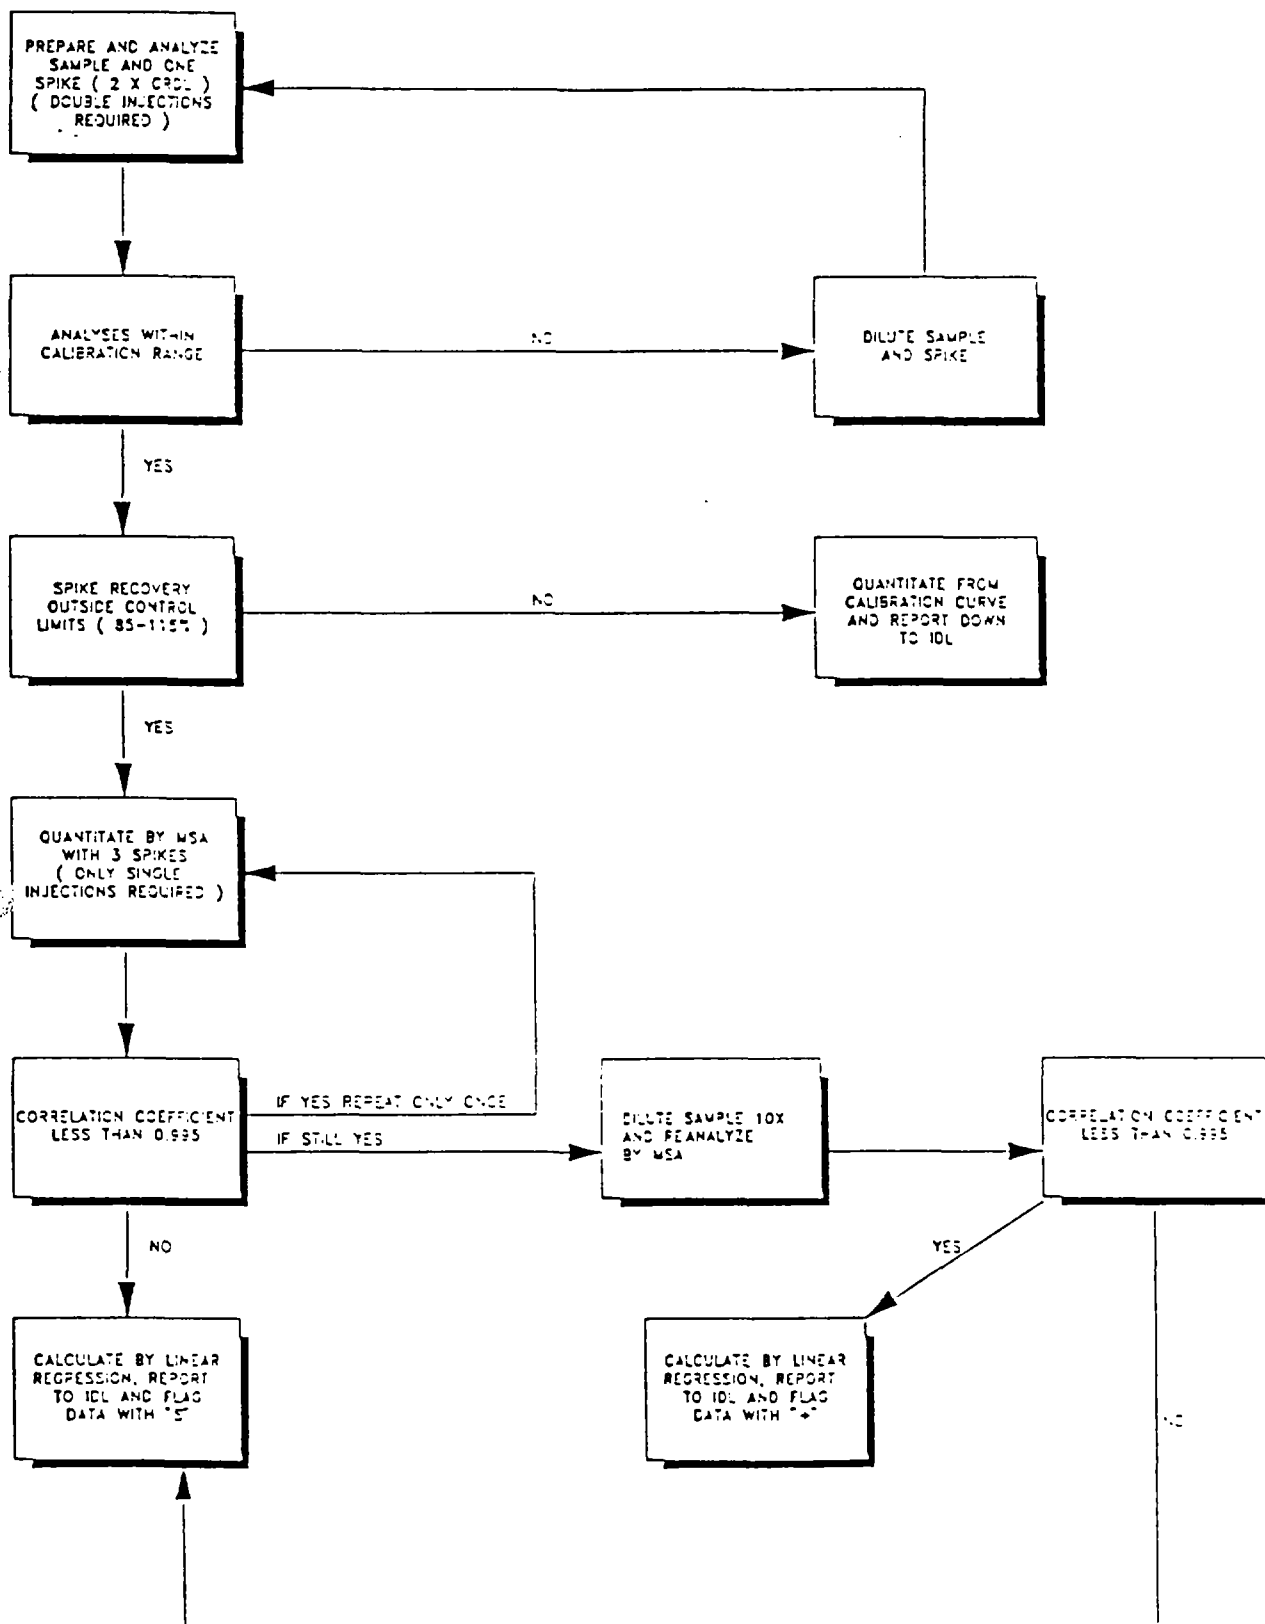 PREPARE AND ANALYZE
SAMPLE AND ONE
SPIKE ( 2 X CRDL )
( DOUBLE INJECTIONS
REQUIRED )
ANALYSES WITHIN
CALIBRATION RANGE
NO
DILUTE SAMPLE
AND SPIKE
YES
SPIKE RECOVERY
OUTSIDE CONTROL
LIMITS ( 85-115% )
NO
QUANTITATE FROM
CALIBRATION CURVE
AND REPORT DOWN
TO IDL
YES
QUANTITATE BY MSA
WITH 3 SPIKES
( ONLY SINGLE
INJECTIONS REQUIRED )
CORRELATION COEFFICIENT
LESS THAN 0.995
IF YES REPEAT ONLY ONCE
IF STILL YES
DILUTE SAMPLE 10X
AND REANALYZE
BY MSA
CORRELATION COEFFICIENT
LESS THAN 0.995
NO
YES
CALCULATE BY LINEAR
REGRESSION, REPORT
TO IDL AND FLAG
DATA WITH "S"
CALCULATE BY LINEAR
REGRESSION, REPORT
TO IDL AND FLAG
DATA WITH "+"
NO